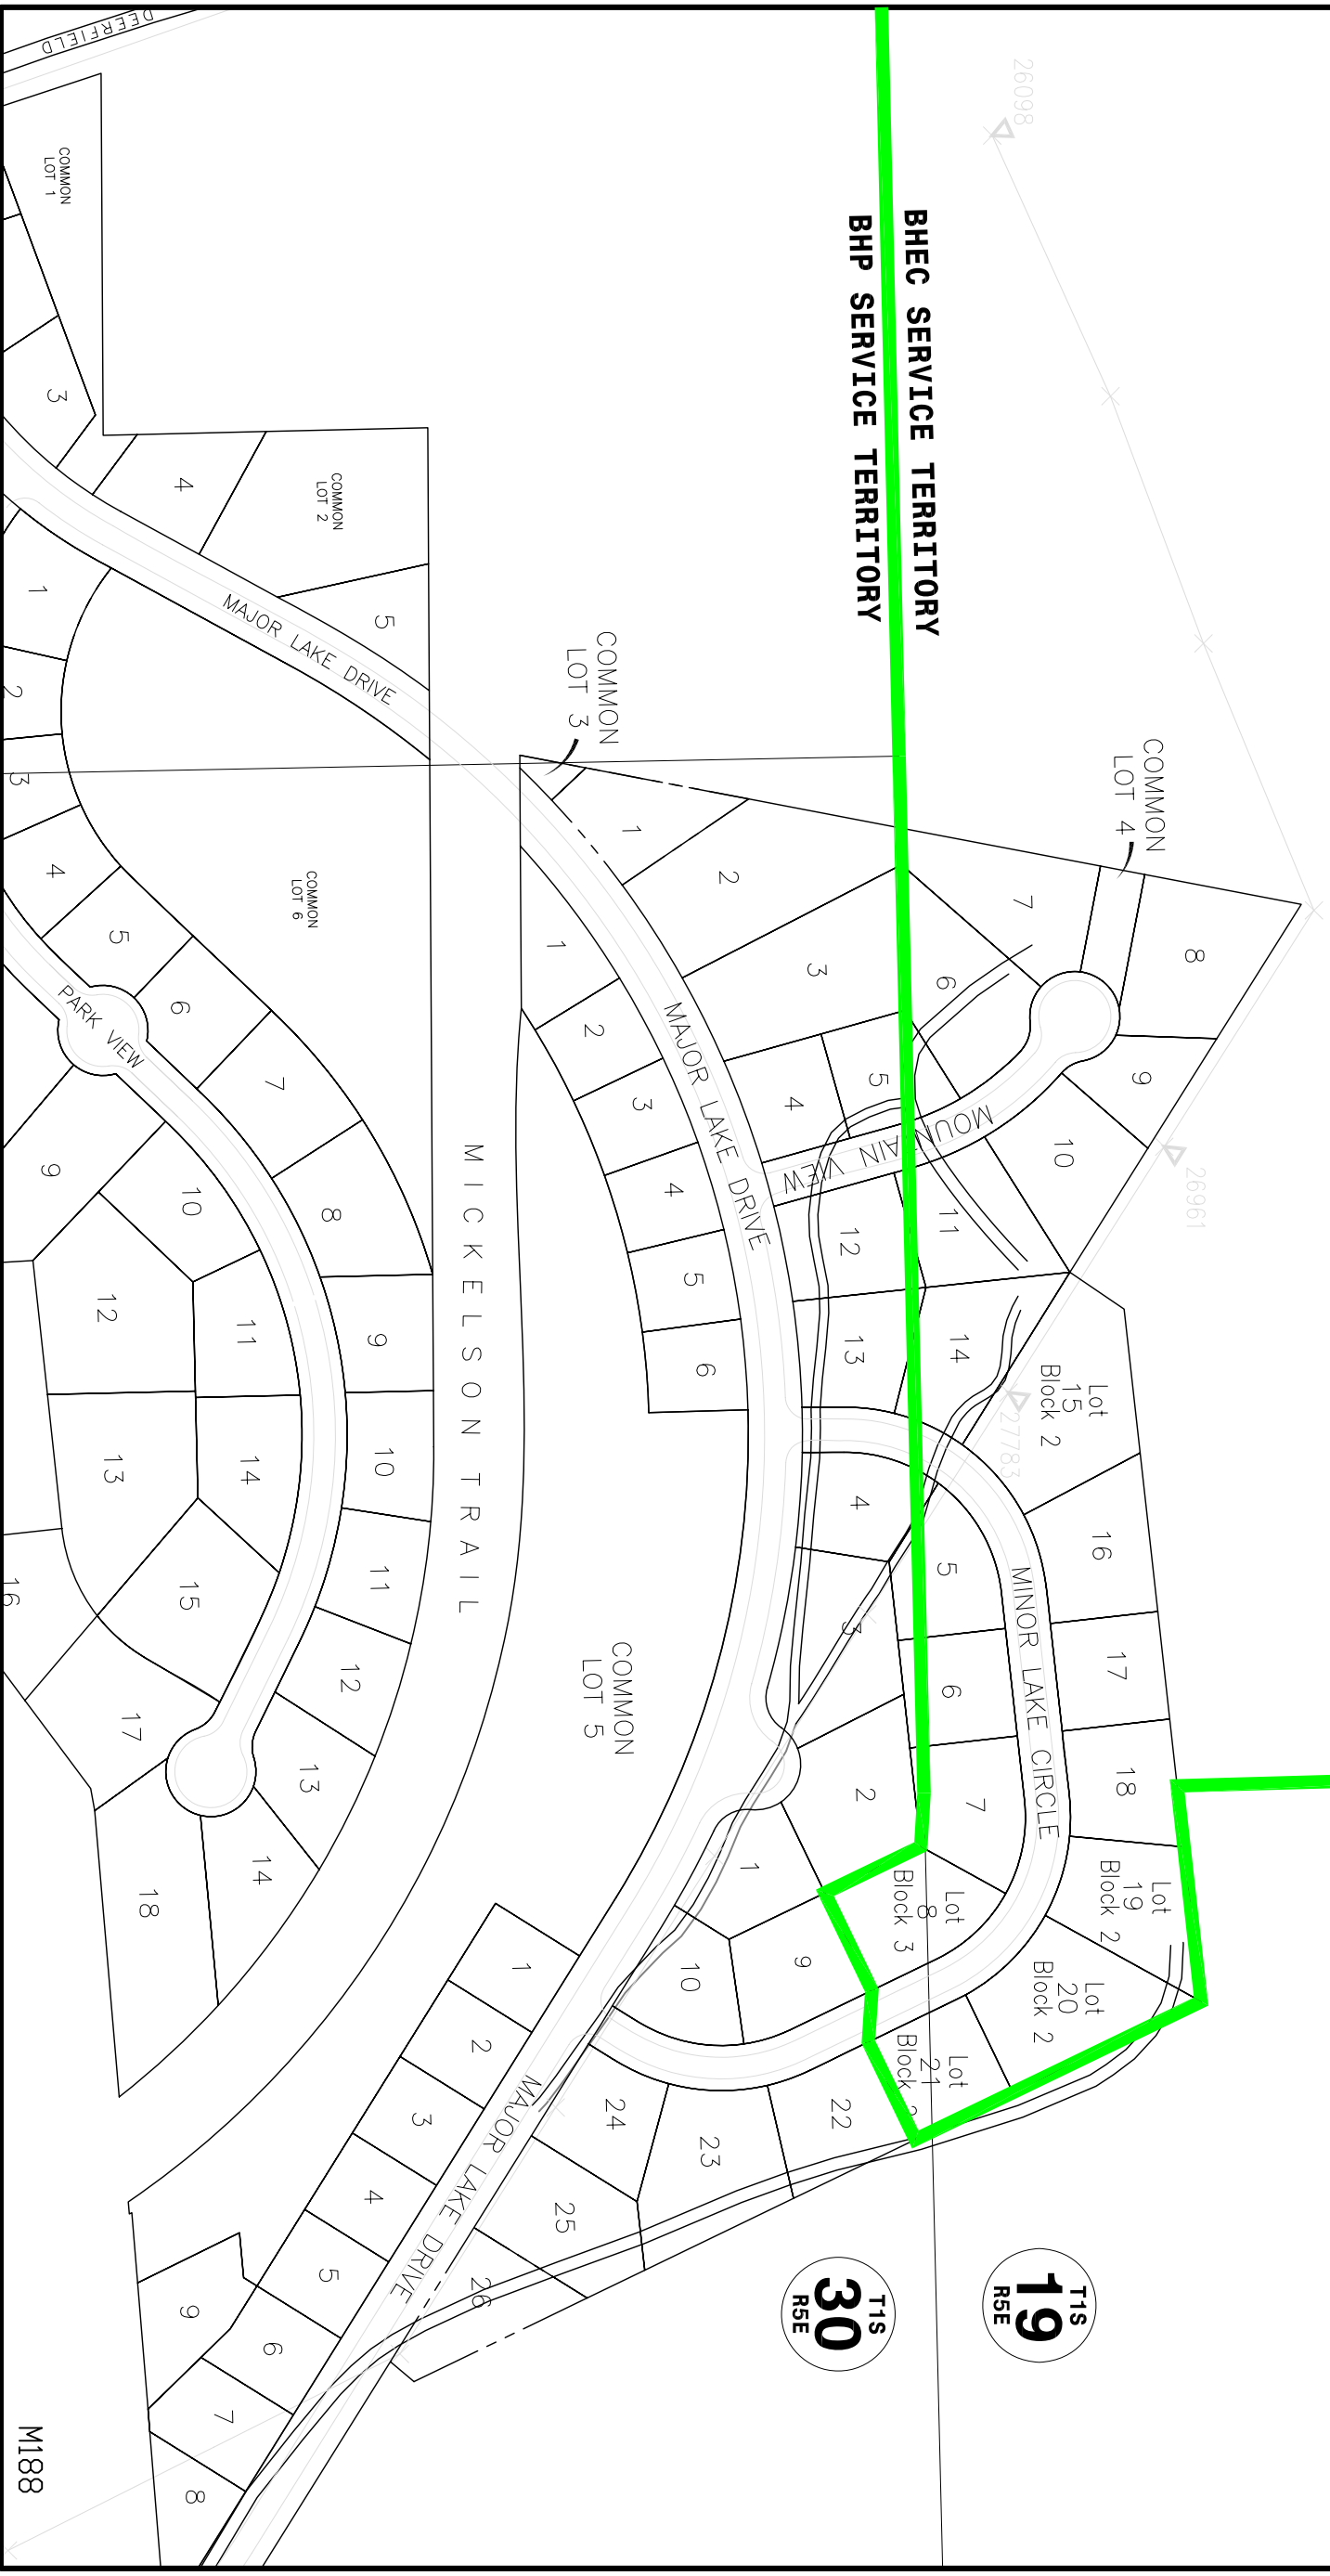 DEERFIELD
26098
COMMON
LOT 1
BHEC SERVICE TERRITORY
BHP SERVICE TERRITORY
3
4
COMMON
LOT 2
5
1
2
3
MAJOR LAKE DRIVE
COMMON
LOT 3
COMMON
LOT 4
1
2
3
4
5
6
7
8
9
10
11
12
13
14
MOUNTAIN VIEW
26961
27783
Lot
15
Block 2
16
17
18
Lot
19
Block 2
Lot
20
Block 2
Lot
21
Block 2
22
23
24
25
26
MINOR LAKE CIRCLE
4
5
6
7
3
2
1
Lot
8
Block 3
9
10
MAJOR LAKE DRIVE
1
2
3
4
5
6
COMMON
LOT 5
COMMON
LOT 6
4
5
6
7
8
9
10
11
12
13
14
PARK VIEW
9
10
11
12
13
14
15
16
17
18
MICKELSON TRAIL
1
2
3
4
5
6
7
8
9
MAJOR LAKE DRIVE
T1S
19
R5E
T1S
30
R5E
M188